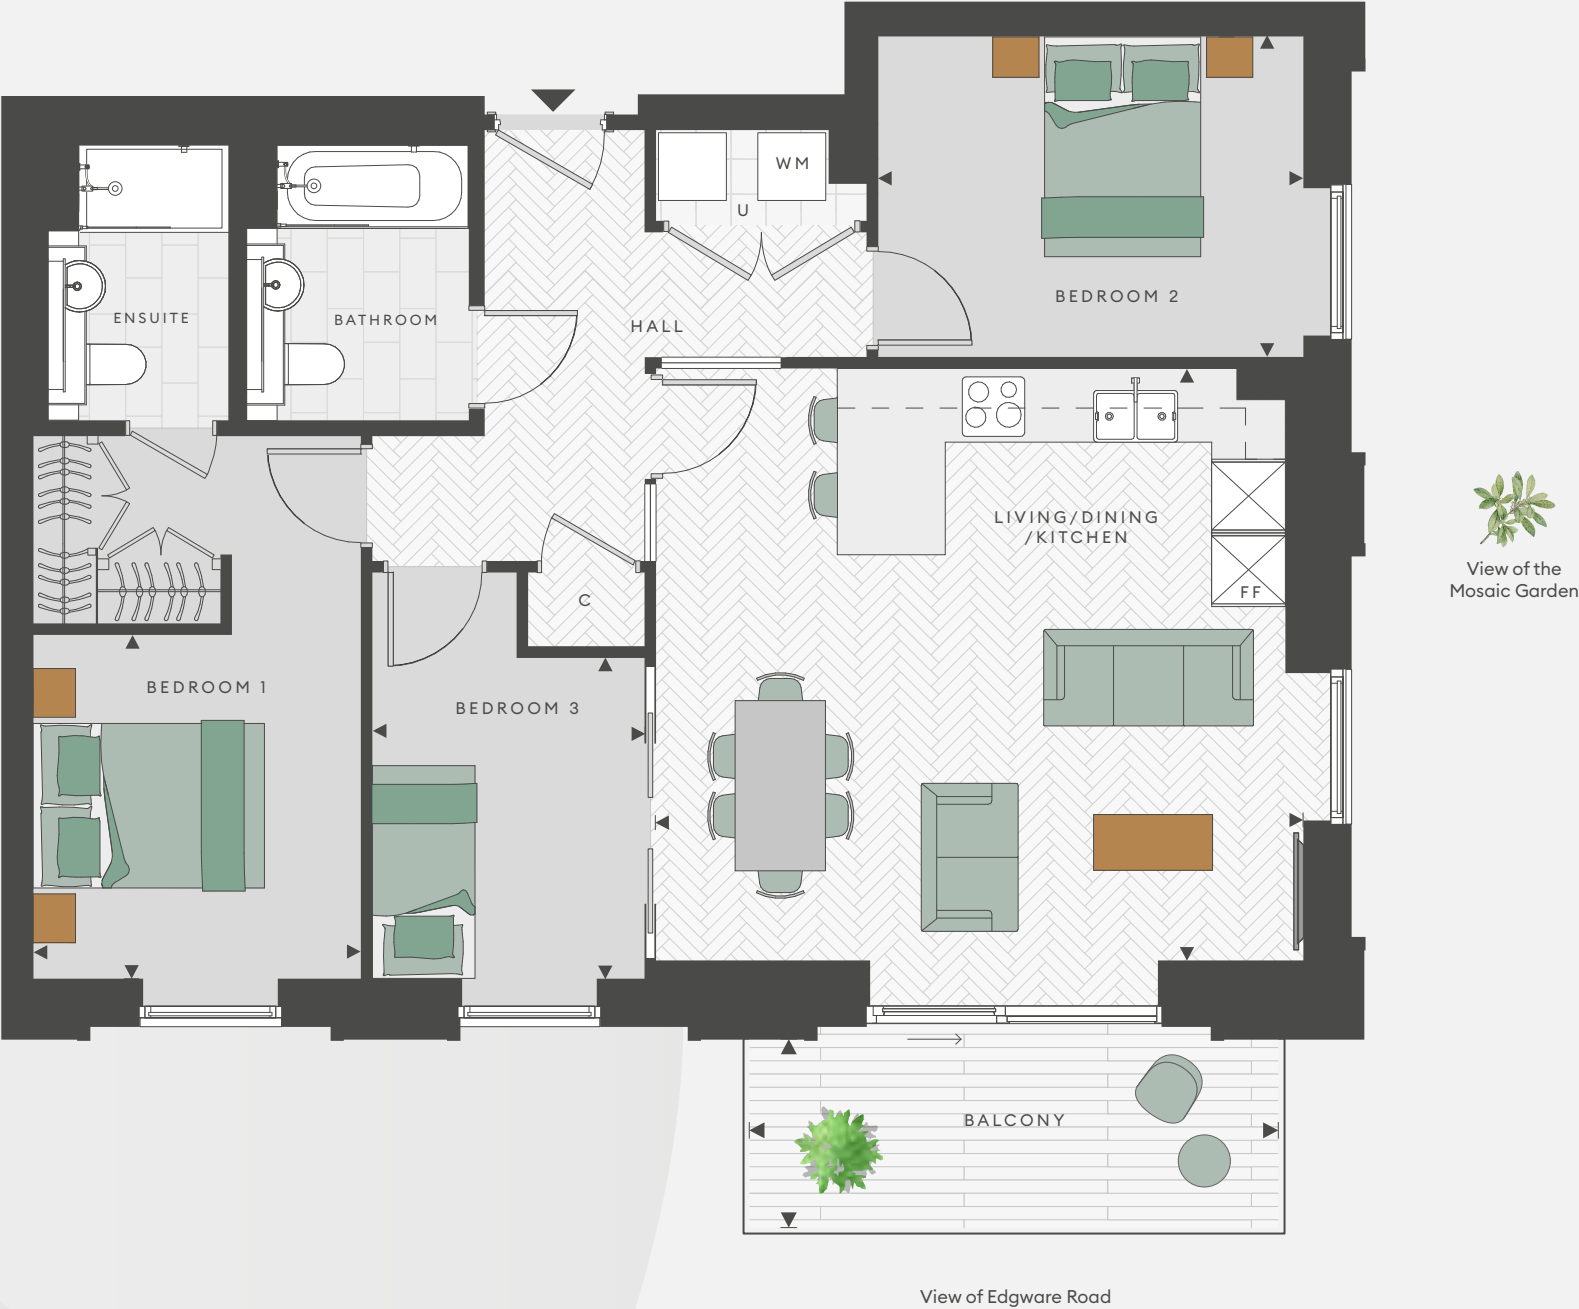 WM
U
BEDROOM 2
ENSUITE
BATHROOM
HALL
LIVING/DINING
/KITCHEN
View of the
Mosaic Garden
FF
C
BEDROOM 1
BEDROOM 3
BALCONY
View of Edgware Road